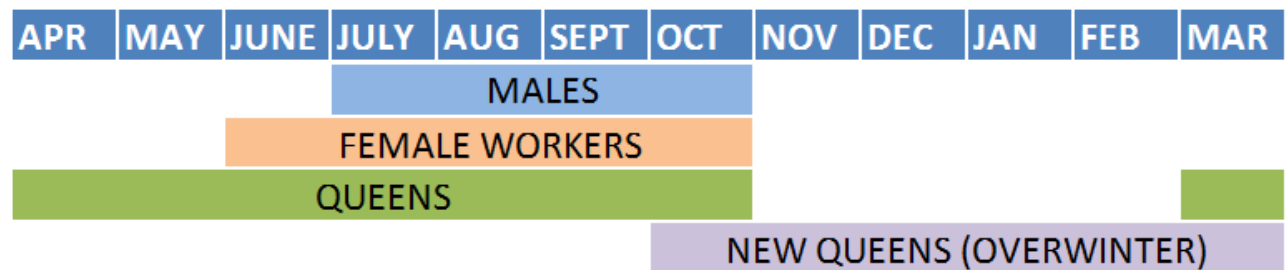 APR MAY JUNE JULY AUG SEPT OCT NOV DEC JAN FEB MAR
MALES
FEMALE WORKERS
QUEENS
NEW QUEENS (OVERWINTER)